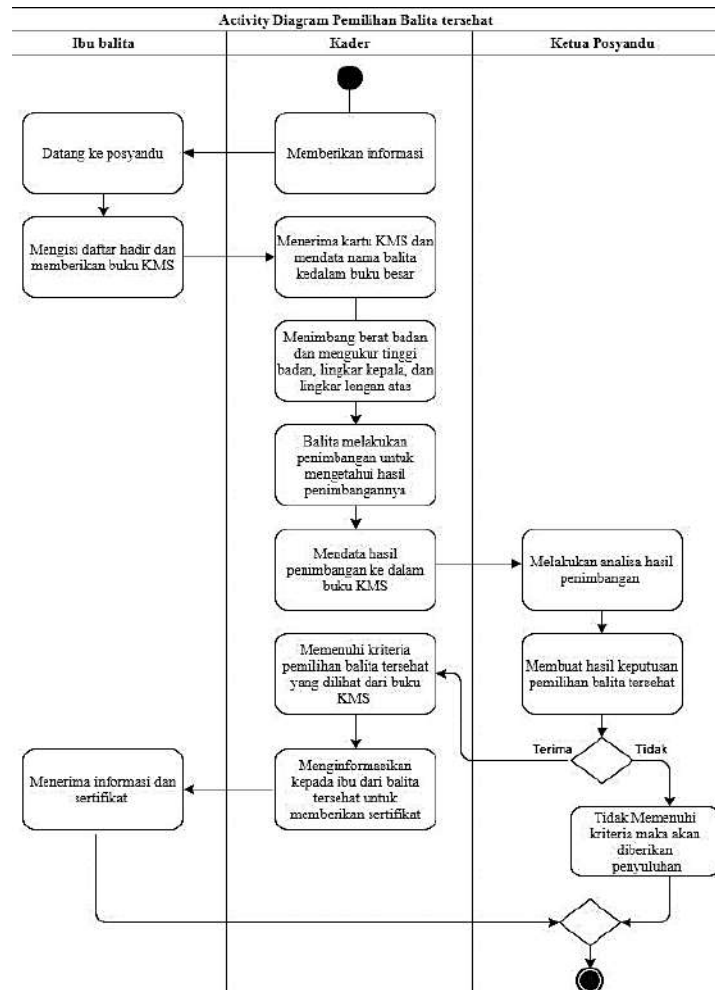 Activity Diagram Pemilihan Balita tersehat
Ibu balita
Kader
Ketua Posyandu
Memberikan informasi
Datang ke posyandu
Mengisi daftar hadir dan
memberikan buku KMS
Menerima kartu KMS dan
mendata nama balita
kedalam buku besar
Menimbang berat badan
dan mengukur tinggi
badan, lingkar kepala, dan
lingkar lengan atas
Balita melakukan
penimbangan untuk
mengetahui hasil
penimbangannya
Mendata hasil
penimbangan ke dalam
buku KMS
Melakukan analisa hasil
penimbangan
Membuat hasil keputusan
pemilihan balita tersehat
Terima
Tidak
Memenuhi kriteria
pemilihan balita tersehat
yang dilihat dari buku
KMS
Menginformasikan
kepada ibu dari balita
tersehat untuk
memberikan sertifikat
Menerima informasi dan
sertifikat
Tidak Memenuhi
kriteria maka akan
diberikan
penyuluhan